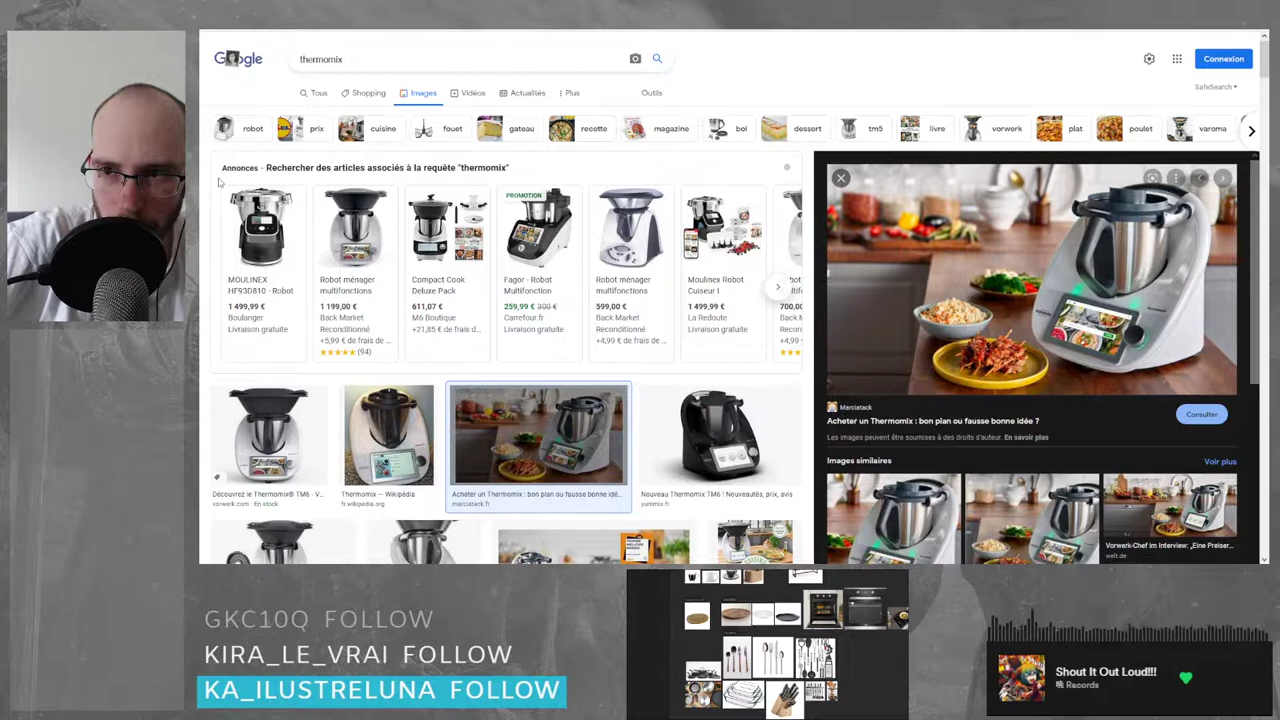 Google
thermomix
Connexion
Tous
Shopping
Images
Vidéos
Actualités
Plus
Outils
SafeSearch
robot
prix
cuisine
fouet
gateau
recette
magazine
bol
dessert
tm5
livre
vorwerk
plat
poulet
varoma
Annonces · Rechercher des articles associés à la requête "thermomix"
MOULINEX
HF93D810 - Robot
1 499,99 €
Boulanger
Livraison gratuite
Robot ménager
multifonctions
1 199,00 €
Back Market
Reconditionné
+5,99 € de frais d...
(94)
Compact Cook
Deluxe Pack
611,07 €
M6 Boutique
+21,85 € de frais d...
PROMOTION
Fagor - Robot
Multifonction
259,99 € 300 €
Carrefour.fr
Livraison gratuite
Robot ménager
multifonctions
599,00 €
Back Market
Reconditionné
+4,99 € de frais d...
Moulinex Robot
Cuiseur I
1 499,99 €
La Redoute
Livraison gratuite
700,00
+4,99 €
Découvrez le Thermomix® TM6 - V...
vorwerk.com · En stock
Thermomix — Wikipédia
fr.wikipedia.org
Acheter un Thermomix : bon plan ou fausse bonne idé...
marciatack.fr
Nouveau Thermomix TM6 ! Nouveautés, prix, avis
yummix.fr
Marciatack
Acheter un Thermomix : bon plan ou fausse bonne idée ?
Consulter
Les images peuvent être soumises à des droits d'auteur. En savoir plus
Images similaires
Voir plus
Vorwerk-Chef im Interview: „Eine Preiser...
welt.de
GKC10Q FOLLOW
KIRA_LE_VRAI FOLLOW
KA_ILUSTRELUNA FOLLOW
Shout It Out Loud!!!
Records